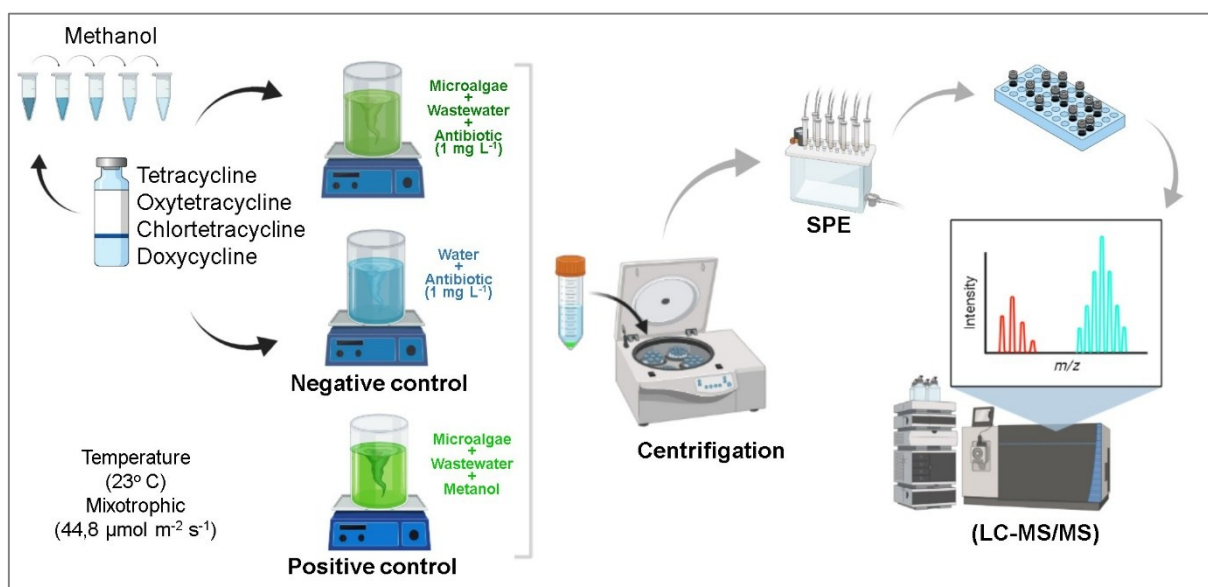 Methanol
Tetracycline
Oxytetracycline
Chlortetracycline
Doxycycline
Microalgae
+
Wastewater
+
Antibiotic
(1 mg L⁻¹)
Water
+
Antibiotic
(1 mg L⁻¹)
Negative control
Temperature
(23º C)
Mixotrophic
(44,8 µmol m⁻² s⁻¹)
Microalgae
+
Wastewater
+
Metanol
Positive control
Centrifigation
SPE
Intensity
m/z
(LC-MS/MS)